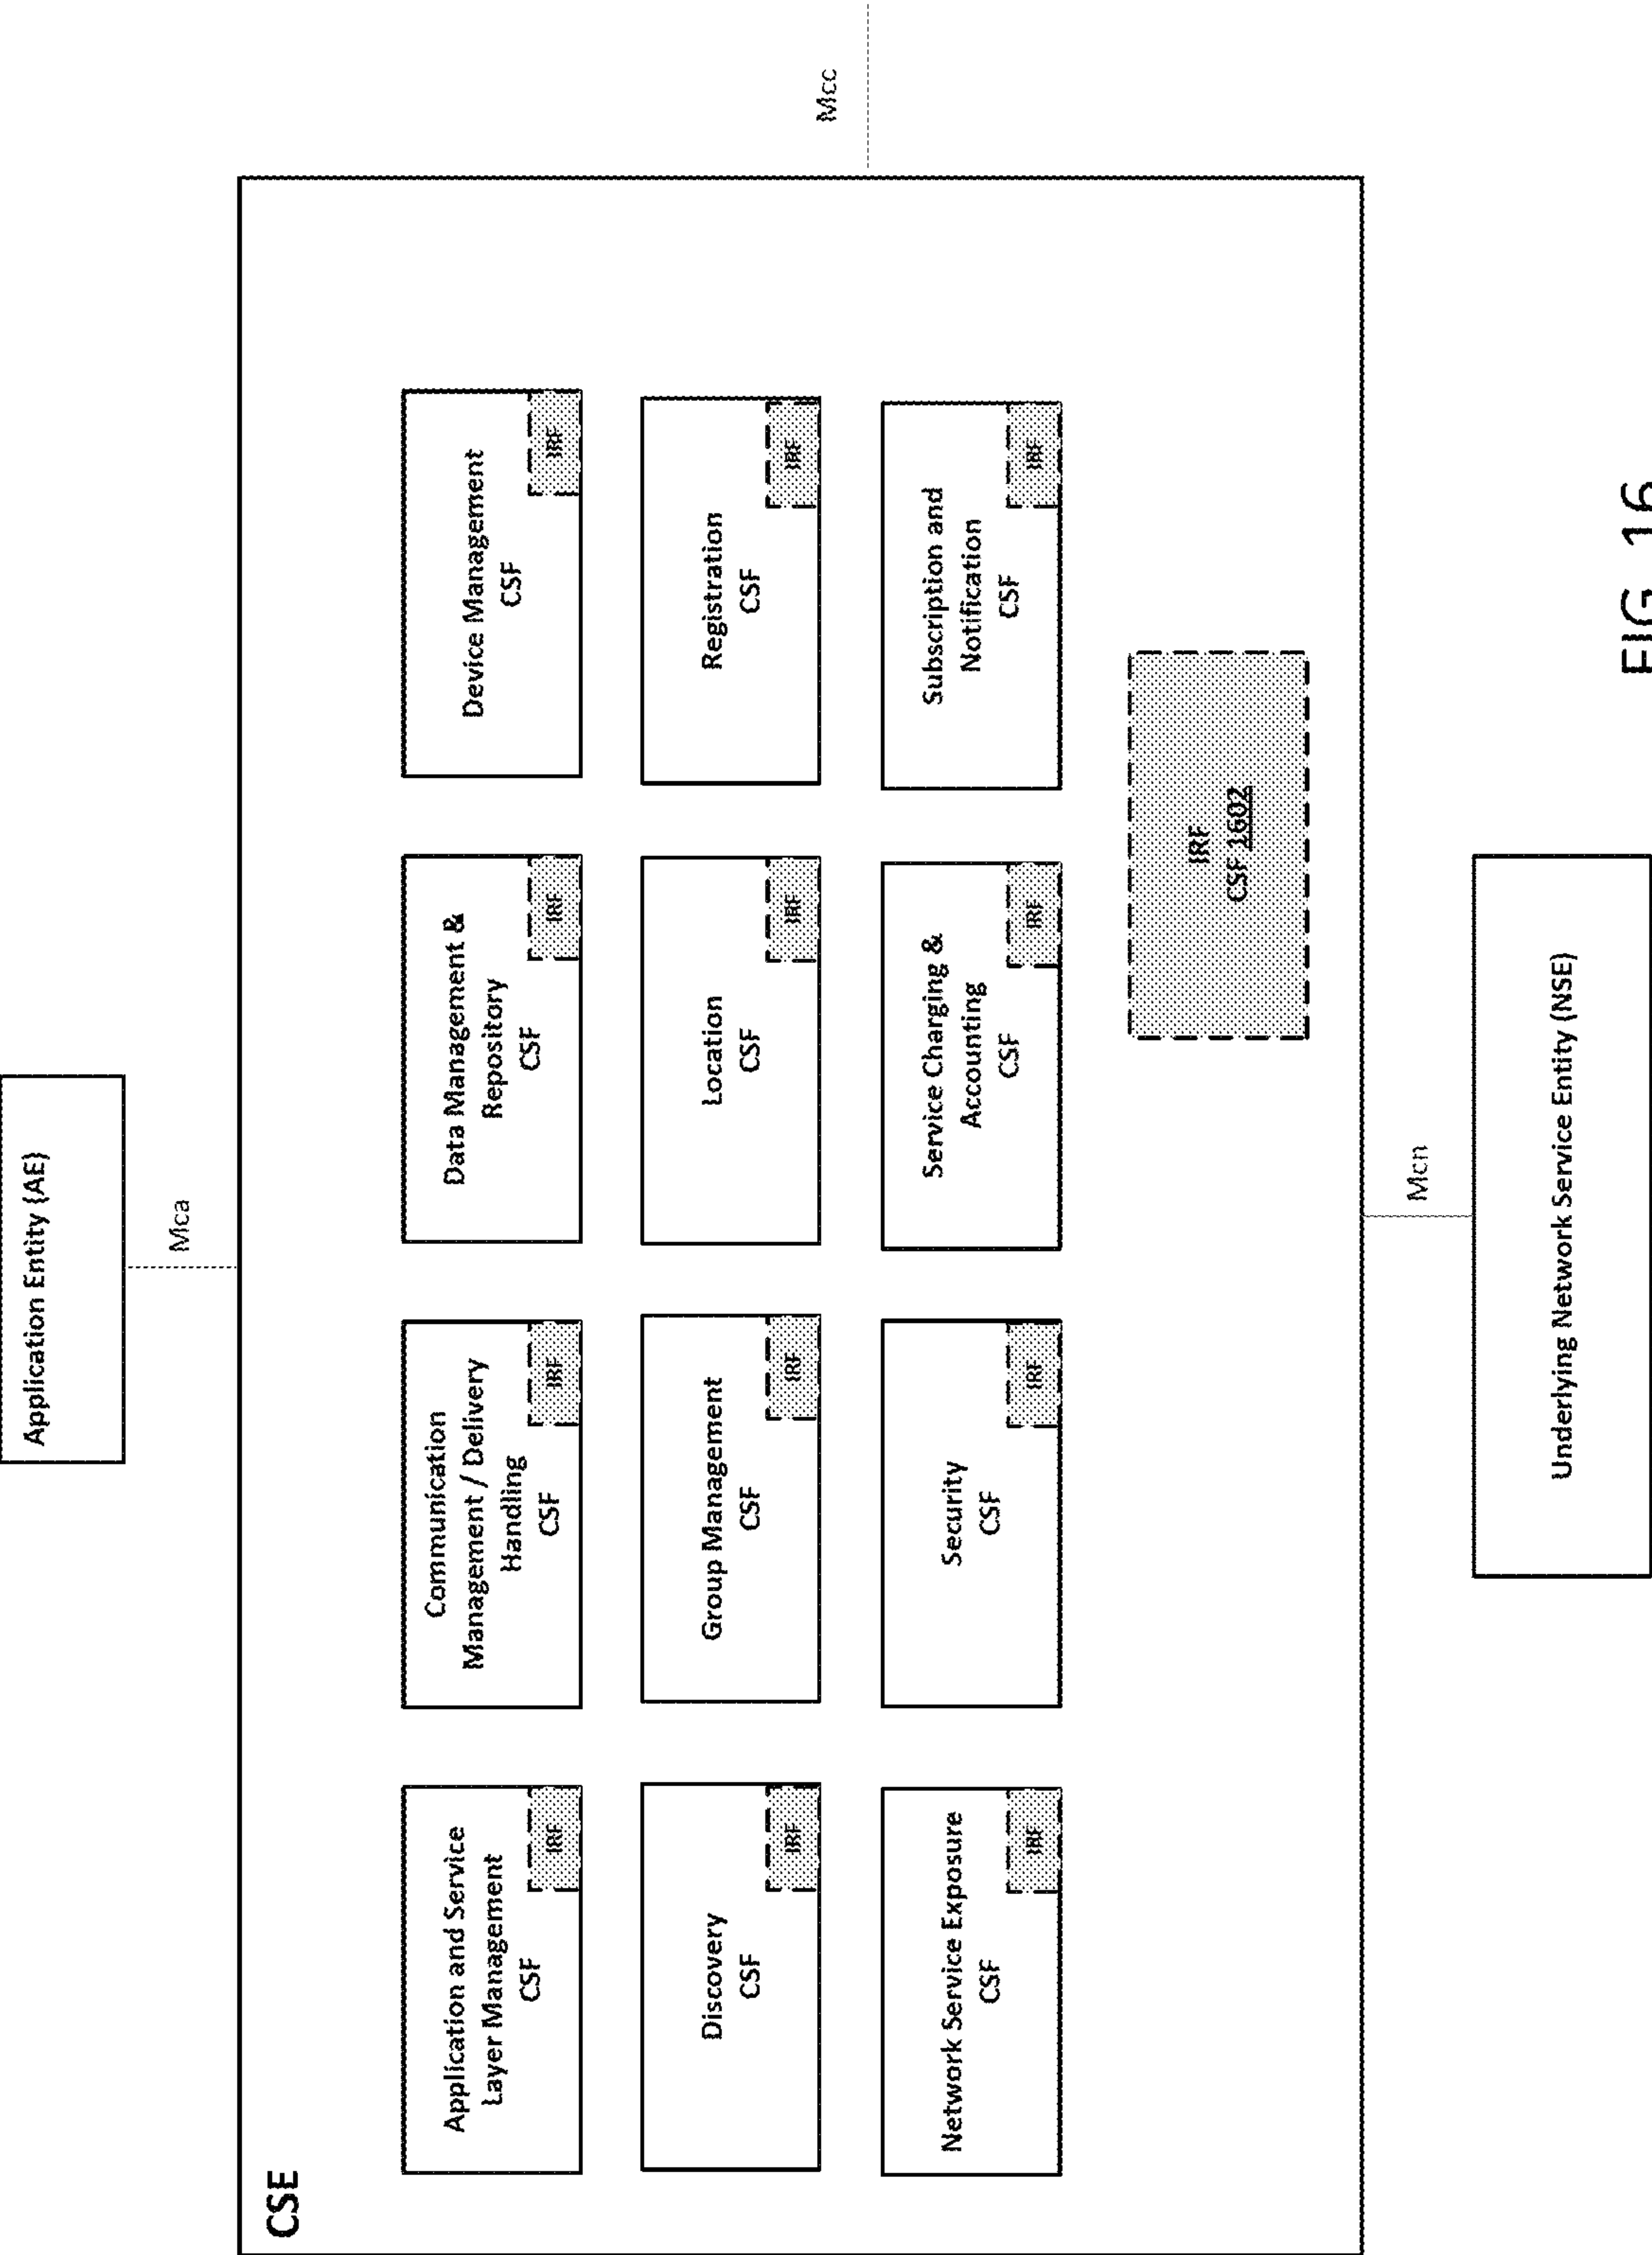 Application Entity (AE)
Mca
CSE
Mcc
Application and Service
Layer Management
CSF
IRF
Communication
Management / Delivery
Handling
CSF
IRF
Data Management &
Repository
CSF
IRF
Device Management
CSF
IRF
Discovery
CSF
IRF
Group Management
CSF
IRF
Location
CSF
IRF
Registration
CSF
IRF
Network Service Exposure
CSF
IRF
Security
CSF
IRF
Service Charging &
Accounting
CSF
IRF
Subscription and
Notification
CSF
IRF
IRF
CSF 1602
Mcn
Underlying Network Service Entity (NSE)
FIG. 16